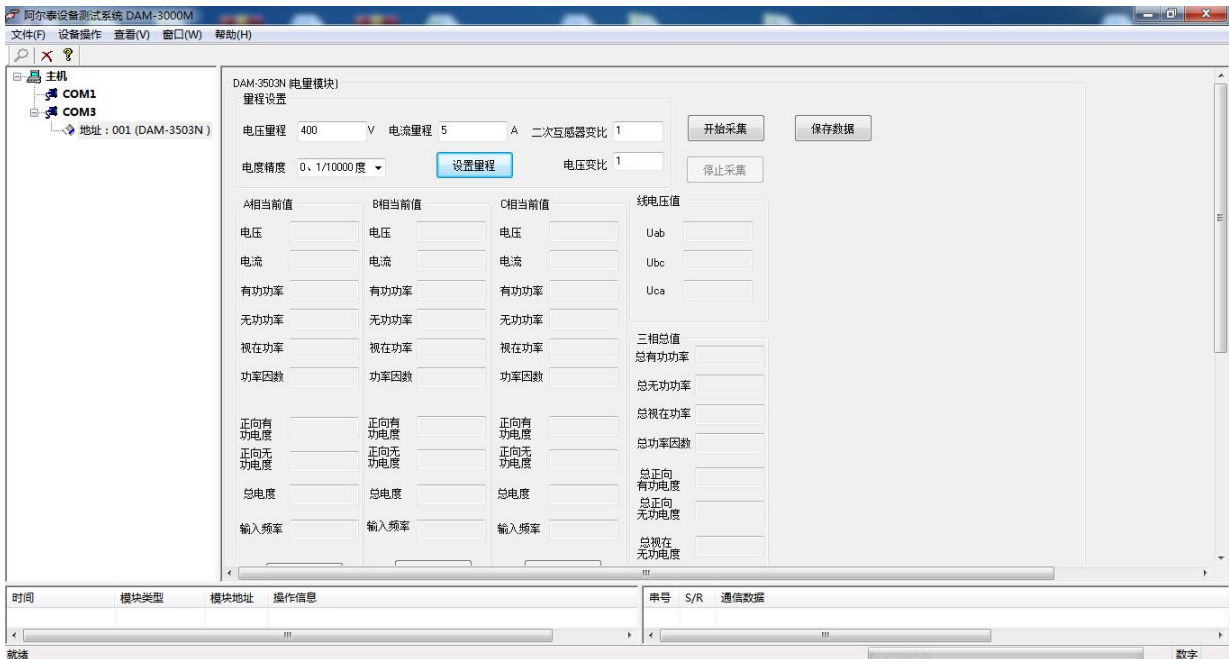 阿尔泰设备测试系统 DAM-3000M
文件(F) 设备操作 查看(V) 窗口(W) 帮助(H)
主机
COM1
COM3
地址：001 (DAM-3503N )
DAM-3503N (电量模块)
量程设置
电压量程 400 V 电流量程 5 A 二次互感器变比 1
开始采集 保存数据
电度精度 0、1/10000 度 设置量程 电压变比 1
停止采集
A相当前值 B相当前值 C相当前值 线电压值
电压 电压 电压 Uab
电流 电流 电流 Ubc
有功功率 有功功率 有功功率 Uca
无功功率 无功功率 无功功率
三相总值
视在功率 视在功率 视在功率 总有功功率
功率因数 功率因数 功率因数 总无功功率
总视在功率
正向有功电度 正向有功电度 正向有功电度
总功率因数
正向无功电度 正向无功电度 正向无功电度
总正向有功电度
总电度 总电度 总电度
总正向无功电度
输入频率 输入频率 输入频率
总视在无功电度
时间 模块类型 模块地址 操作信息 串号 S/R 通信数据
就绪 数字